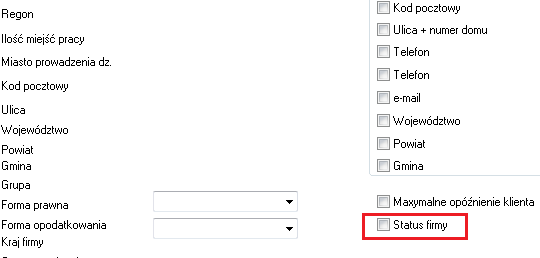 Regon
Ilość miejść pracy
Miasto prowadzenia dz.
Kod pocztowy
Ulica
Województwo
Powiat
Gmina
Grupa
Forma prawna
Forma opodatkowania
Kraj firmy
Kod pocztowy
Ulica + numer domu
Telefon
Telefon
e-mail
Województwo
Powiat
Gmina
Maxymalne opóźnienie klienta
Status firmy